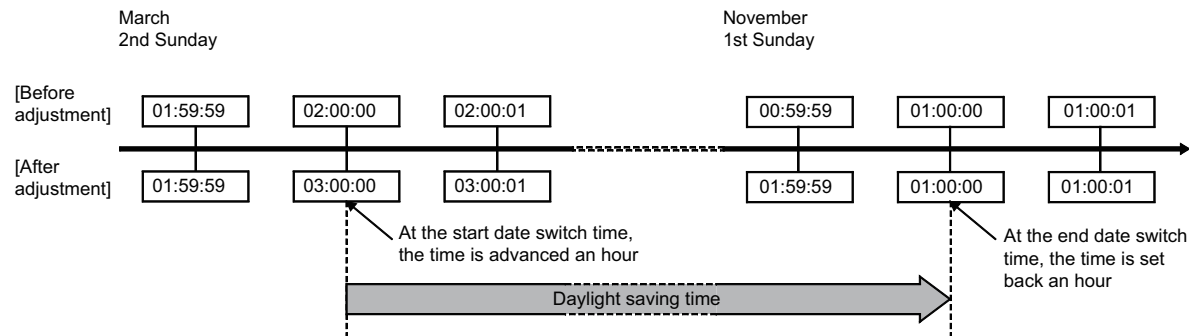 March
2nd Sunday
November
1st Sunday
[Before
adjustment]
01:59:59
02:00:00
02:00:01
00:59:59
01:00:00
01:00:01
[After
adjustment]
01:59:59
03:00:00
03:00:01
01:59:59
01:00:00
01:00:01
At the start date switch time,
the time is advanced an hour
At the end date switch
time, the time is set
back an hour
Daylight saving time